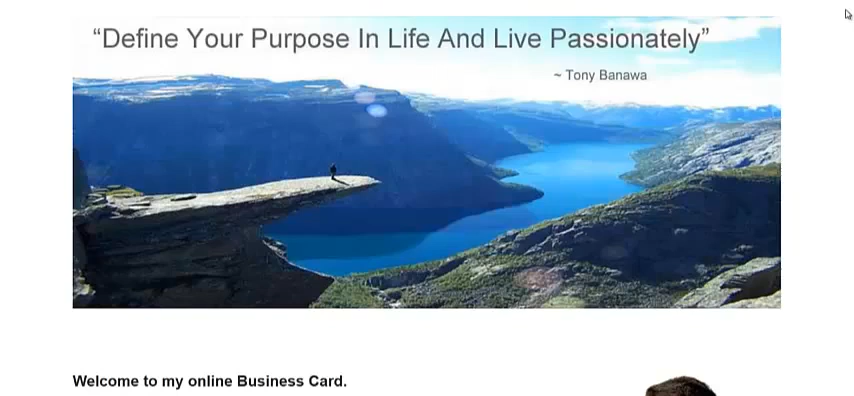 “Define Your Purpose In Life And Live Passionately”
~ Tony Banawa
Welcome to my online Business Card.